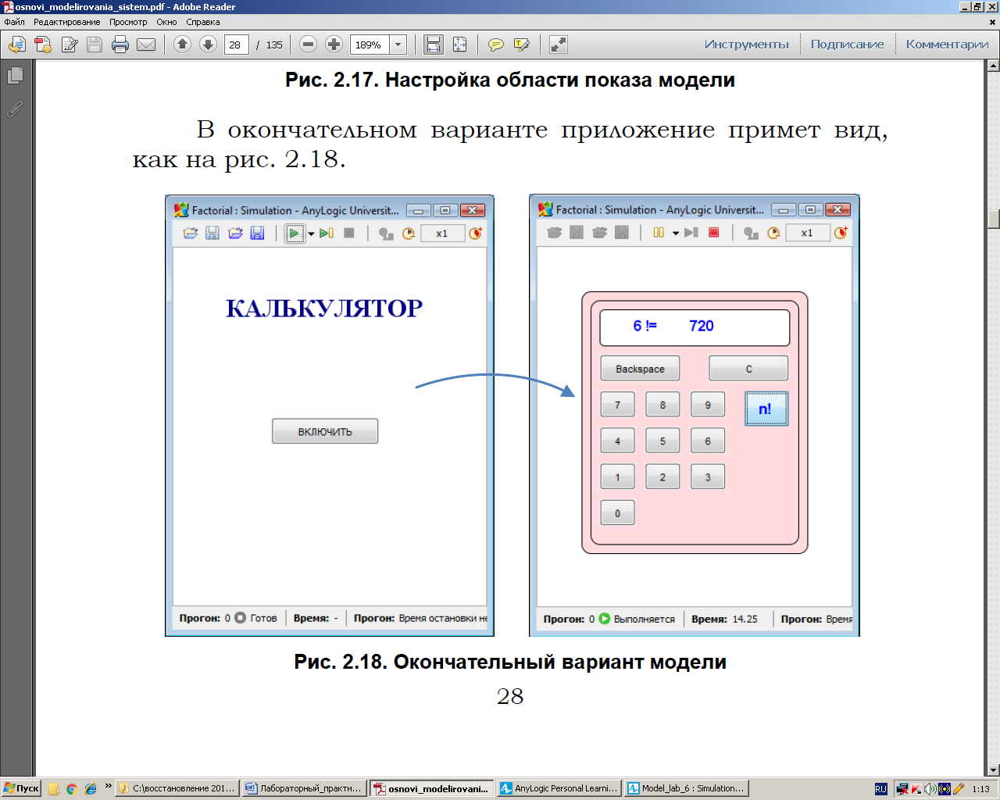 osnovi_modelirovania_sistem.pdf - Adobe Reader
Файл Редактирование Просмотр Окно Справка
28 / 135 189% Инструменты Подписание Комментарии
Рис. 2.17. Настройка области показа модели
В окончательном варианте приложение примет вид,
как на рис. 2.18.
Factorial : Simulation - AnyLogic Universit...
x1
КАЛЬКУЛЯТОР
ВКЛЮЧИТЬ
Прогон: 0 Готов Время: - Прогон: Время остановки не
Factorial : Simulation - AnyLogic Universit...
x1
6 != 720
Backspace C
7 8 9 n!
4 5 6
1 2 3
0
Прогон: 0 Выполняется Время: 14.25 Прогон: Время
Рис. 2.18. Окончательный вариант модели
28
Пуск » C:\восстановление 201... Лабораторный_практи... osnovi_modelirovani... AnyLogic Personal Learni... Model_lab_6 : Simulation... RU 1:13